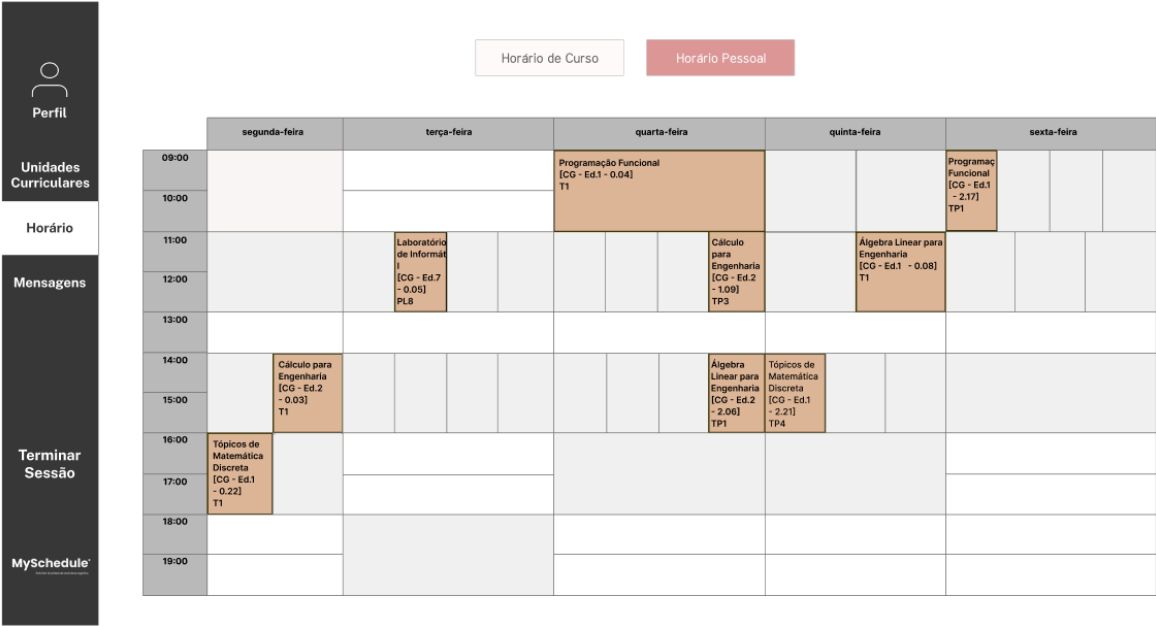 Horário de Curso
Horário Pessoal
Perfil
Unidades
Curriculares
Horário
Mensagens
Terminar
Sessão
MySchedule
segunda-feira
terça-feira
quarta-feira
quinta-feira
sexta-feira
09:00
10:00
11:00
12:00
13:00
14:00
15:00
16:00
17:00
18:00
19:00
Programação Funcional
[CG - Ed.1 - 0.04]
T1
Programaç
Funcional
[CG - Ed.1
- 2.17]
TP1
Laboratório
de Informát
I
[CG - Ed.7
- 0.05]
PL8
Cálculo
para
Engenharia
[CG - Ed.2
- 1.09]
TP3
Álgebra Linear para
Engenharia
[CG - Ed.1 - 0.08]
T1
Cálculo para
Engenharia
[CG - Ed.2
- 0.03]
T1
Álgebra
Linear para
Engenharia
[CG - Ed.2
- 2.06]
TP1
Tópicos de
Matemática
Discreta
[CG - Ed.1
- 2.21]
TP4
Tópicos de
Matemática
Discreta
[CG - Ed.1
- 0.22]
T1